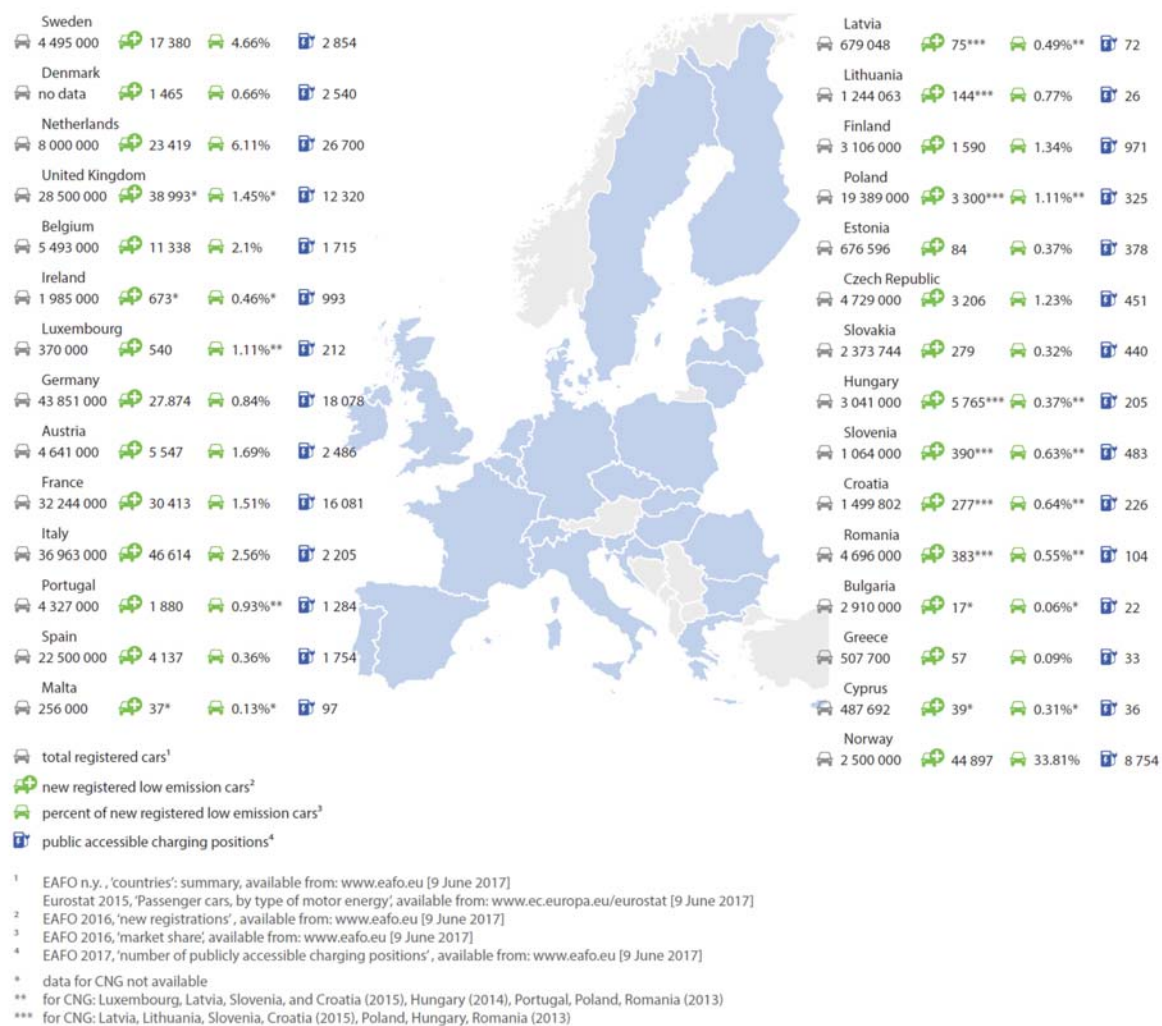 Sweden
4 495 000 17 380 4.66% 2 854
Denmark
no data 1 465 0.66% 2 540
Netherlands
8 000 000 23 419 6.11% 26 700
United Kingdom
28 500 000 38 993* 1.45%* 12 320
Belgium
5 493 000 11 338 2.1% 1 715
Ireland
1 985 000 673* 0.46%* 993
Luxembourg
370 000 540 1.11%** 212
Germany
43 851 000 27.874 0.84% 18 078
Austria
4 641 000 5 547 1.69% 2 486
France
32 244 000 30 413 1.51% 16 081
Italy
36 963 000 46 614 2.56% 2 205
Portugal
4 327 000 1 880 0.93%** 1 284
Spain
22 500 000 4 137 0.36% 1 754
Malta
256 000 37* 0.13%* 97
Latvia
679 048 75*** 0.49%** 72
Lithuania
1 244 063 144*** 0.77% 26
Finland
3 106 000 1 590 1.34% 971
Poland
19 389 000 3 300*** 1.11%** 325
Estonia
676 596 84 0.37% 378
Czech Republic
4 729 000 3 206 1.23% 451
Slovakia
2 373 744 279 0.32% 440
Hungary
3 041 000 5 765*** 0.37%** 205
Slovenia
1 064 000 390*** 0.63%** 483
Croatia
1 499 802 277*** 0.64%** 226
Romania
4 696 000 383*** 0.55%** 104
Bulgaria
2 910 000 17* 0.06%* 22
Greece
507 700 57 0.09% 33
Cyprus
487 692 39* 0.31%* 36
Norway
2 500 000 44 897 33.81% 8 754
total registered cars¹
new registered low emission cars²
percent of new registered low emission cars³
public accessible charging positions⁴
¹ EAFO n.y. , 'countries': summary, available from: www.eafo.eu [9 June 2017]
Eurostat 2015, 'Passenger cars, by type of motor energy', available from: www.ec.europa.eu/eurostat [9 June 2017]
² EAFO 2016, 'new registrations' , available from: www.eafo.eu [9 June 2017]
³ EAFO 2016, 'market share', available from: www.eafo.eu [9 June 2017]
⁴ EAFO 2017, 'number of publicly accessible charging positions' , available from: www.eafo.eu [9 June 2017]
* data for CNG not available
** for CNG: Luxembourg, Latvia, Slovenia, and Croatia (2015), Hungary (2014), Portugal, Poland, Romania (2013)
*** for CNG: Latvia, Lithuania, Slovenia, Croatia (2015), Poland, Hungary, Romania (2013)